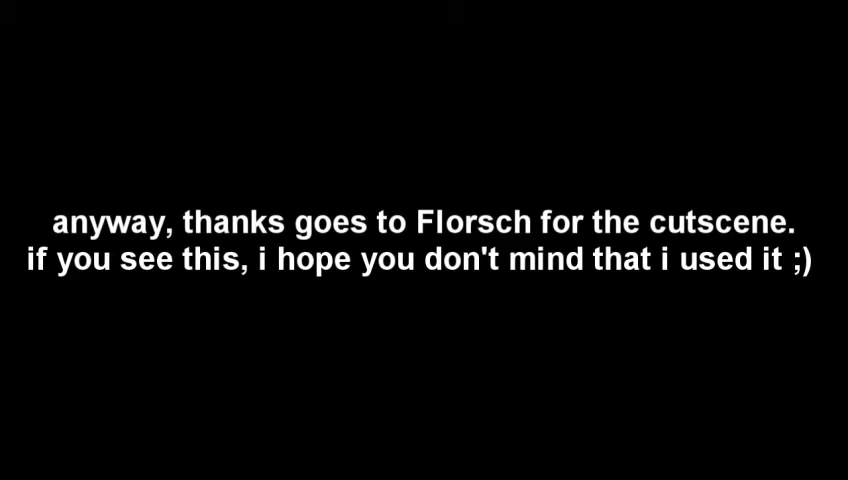 anyway, thanks goes to Florsch for the cutscene.
if you see this, i hope you don't mind that i used it ;)